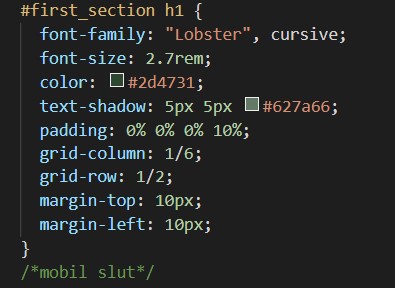 #first_section h1 {
font-family: "Lobster", cursive;
font-size: 2.7rem;
color: #2d4731;
text-shadow: 5px 5px #627a66;
padding: 0% 0% 0% 10%;
grid-column: 1/6;
grid-row: 1/2;
margin-top: 10px;
margin-left: 10px;
}
/*mobil slut*/